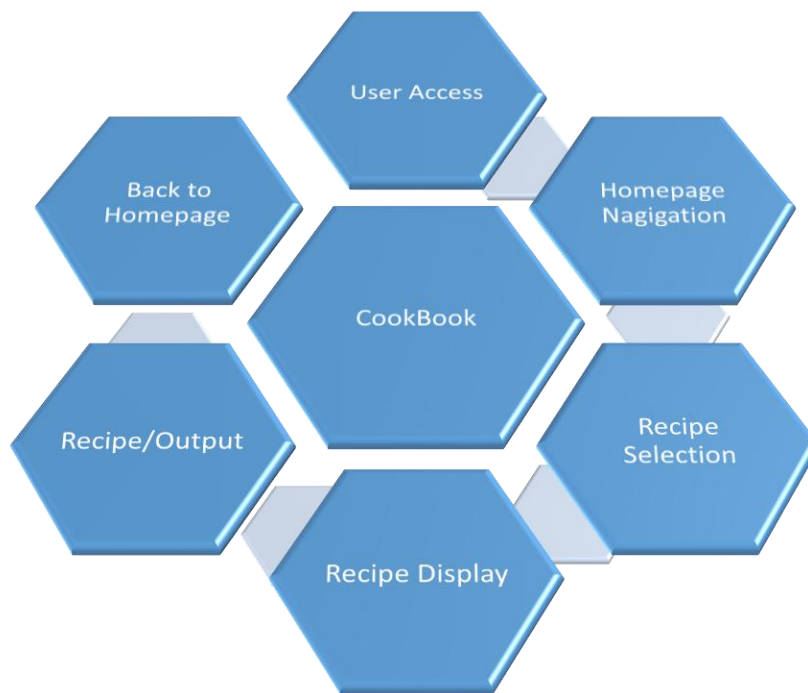 User Access
Back to
Homepage
Homepage
Nagigation
CookBook
Recipe/Output
Recipe
Selection
Recipe Display